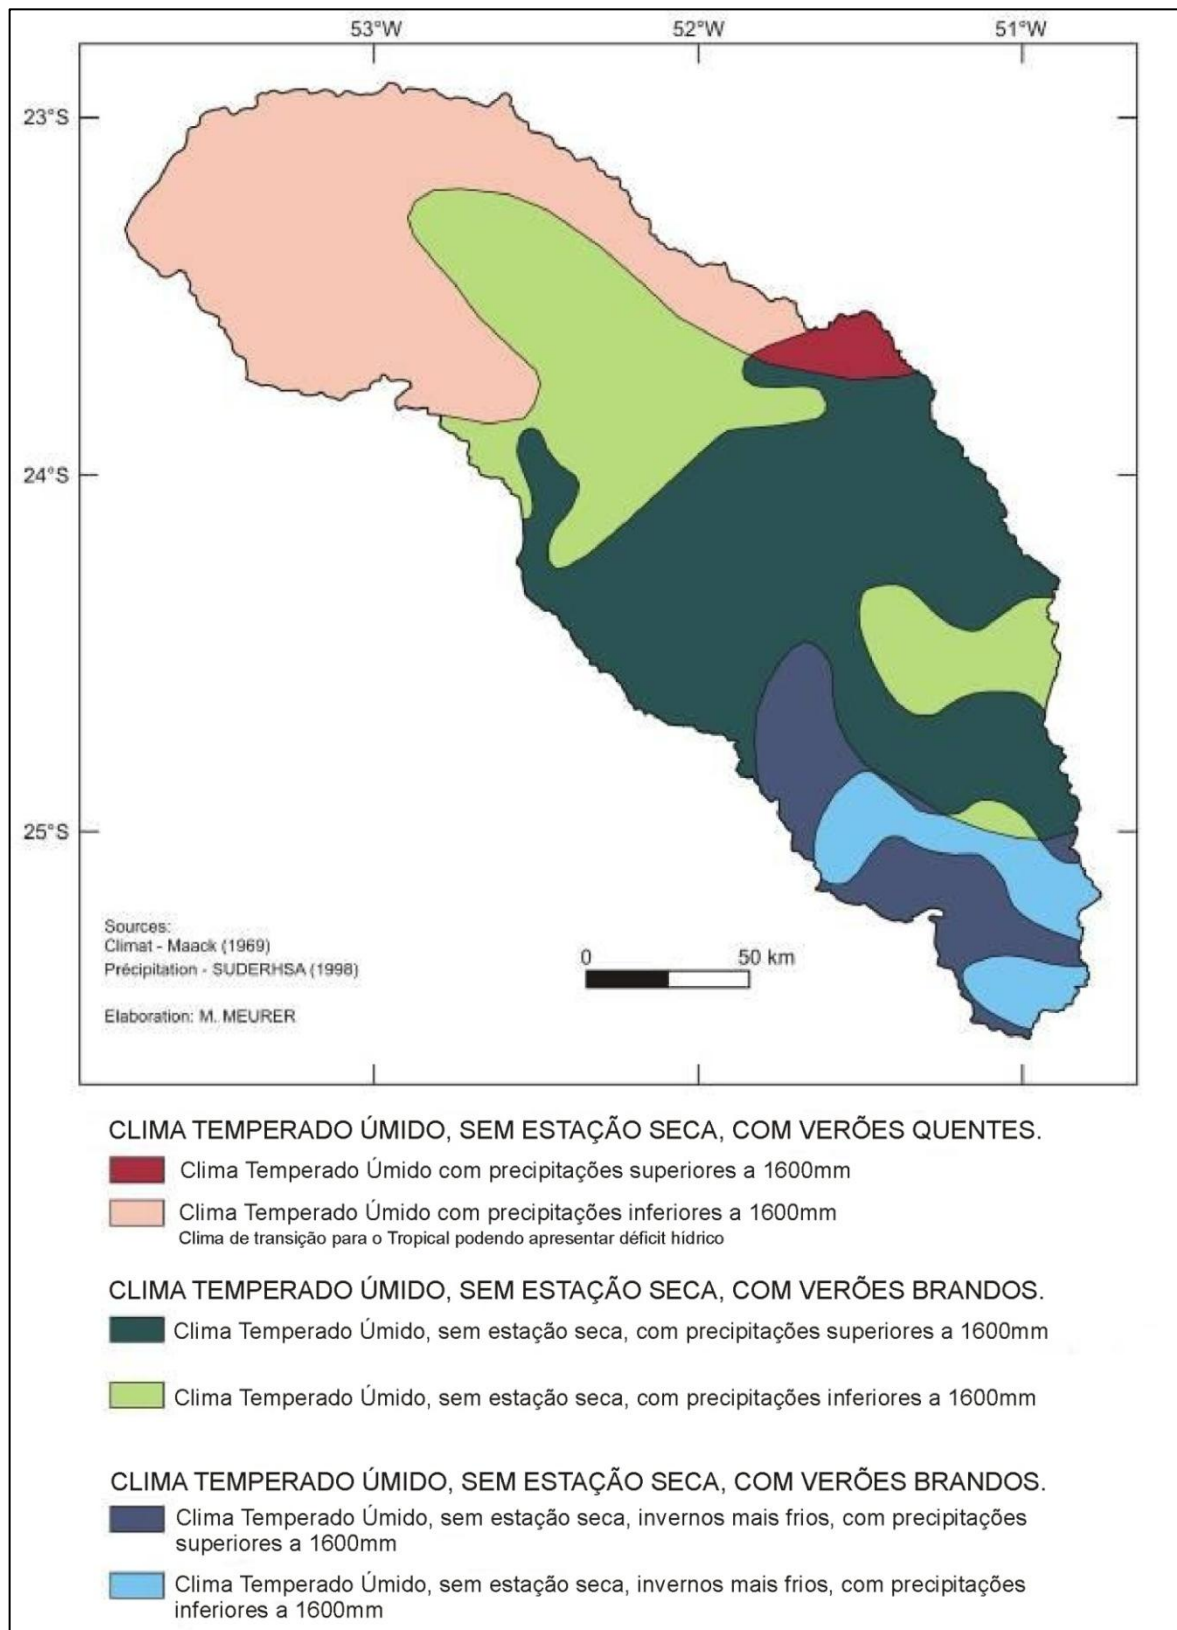 53°W 52°W 51°W
23°S
24°S
25°S
Sources:
Climat - Maack (1969)
Précipitation - SUDERHSA (1998)
Elaboration: M. MEURER
0 50 km
CLIMA TEMPERADO ÚMIDO, SEM ESTAÇÃO SECA, COM VERÕES QUENTES.
Clima Temperado Úmido com precipitações superiores a 1600mm
Clima Temperado Úmido com precipitações inferiores a 1600mm
Clima de transição para o Tropical podendo apresentar déficit hídrico
CLIMA TEMPERADO ÚMIDO, SEM ESTAÇÃO SECA, COM VERÕES BRANDOS.
Clima Temperado Úmido, sem estação seca, com precipitações superiores a 1600mm
Clima Temperado Úmido, sem estação seca, com precipitações inferiores a 1600mm
CLIMA TEMPERADO ÚMIDO, SEM ESTAÇÃO SECA, COM VERÕES BRANDOS.
Clima Temperado Úmido, sem estação seca, invernos mais frios, com precipitações
superiores a 1600mm
Clima Temperado Úmido, sem estação seca, invernos mais frios, com precipitações
inferiores a 1600mm